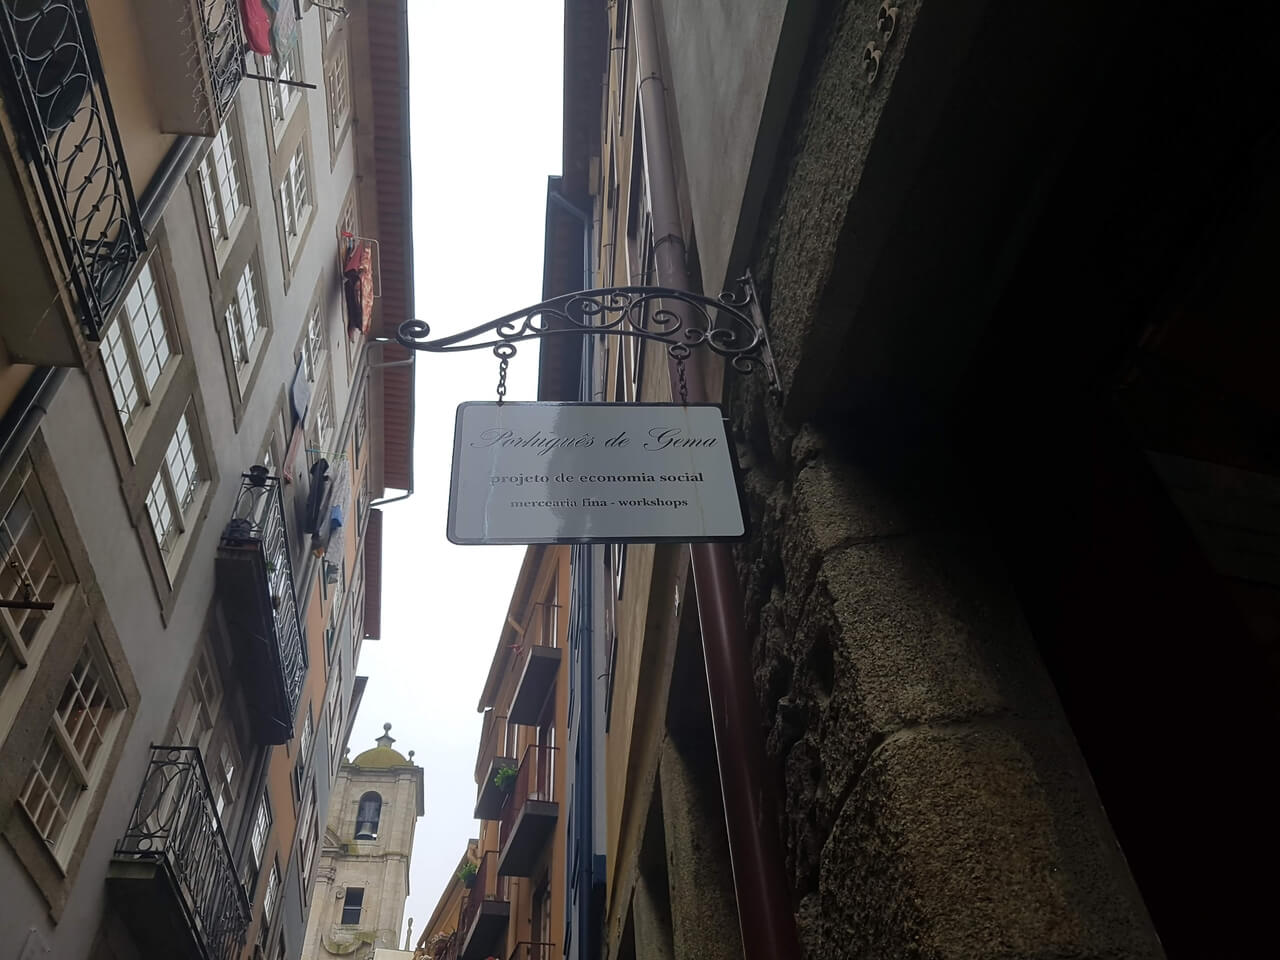 Português de Gema
projeto de economia social
mercearia fina - workshops